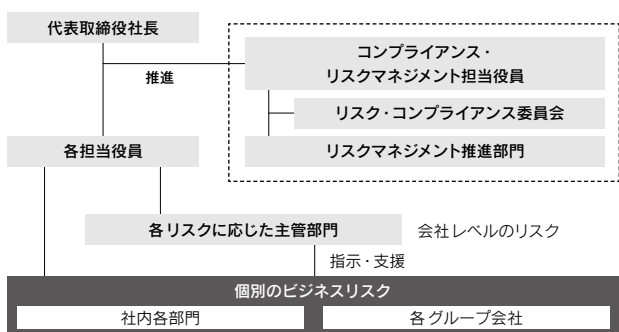 代表取締役社長
コンプライアンス・
リスクマネジメント担当役員
推進
リスク・コンプライアンス委員会
各担当役員
リスクマネジメント推進部門
各リスクに応じた主管部門
会社レベルのリスク
指示・支援
個別のビジネスリスク
社内各部門
各グループ会社